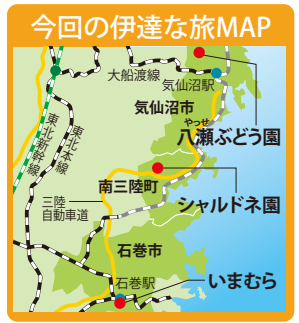 今回の伊達な旅MAP
大船渡線
気仙沼駅
気仙沼市
やっせ
八瀬ぶどう園
東北本線
東北新幹線
南三陸町
シャルドネ園
三陸
自動車道
石巻市
石巻駅
いまむら